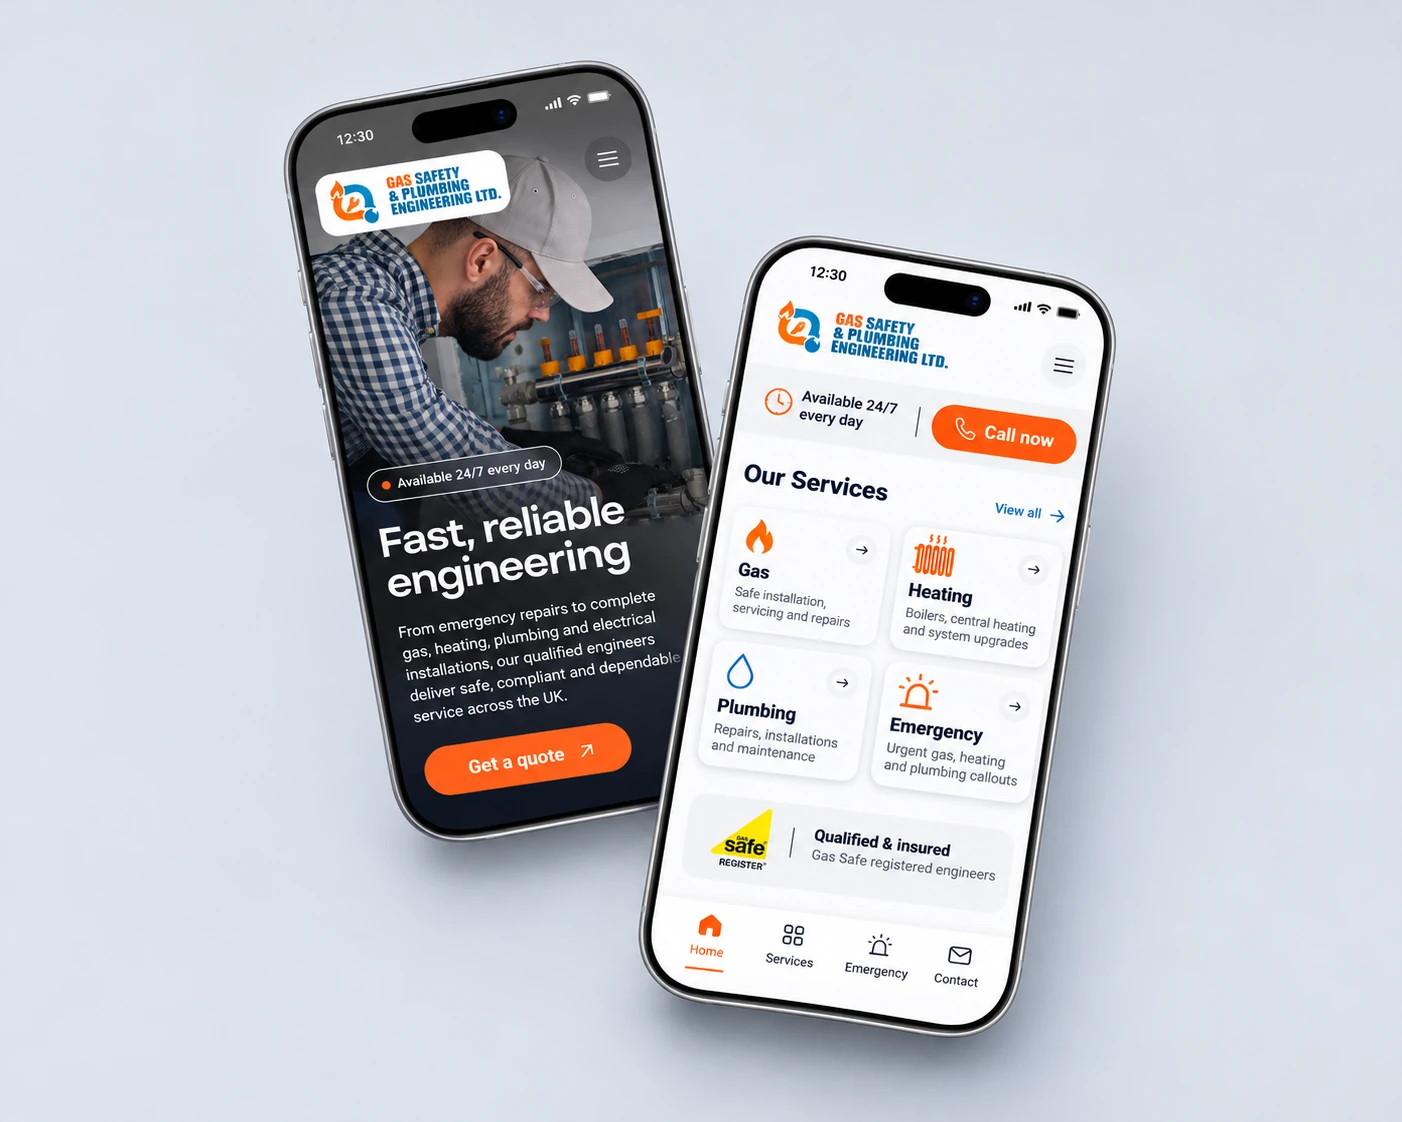 12:30
GAS SAFETY
& PLUMBING
ENGINEERING LTD.
Available 24/7 every day
Fast, reliable
engineering
From emergency repairs to complete
gas, heating, plumbing and electrical
installations, our qualified engineers
deliver safe, compliant and dependable
service across the UK.
Get a quote
12:30
GAS SAFETY
& PLUMBING
ENGINEERING LTD.
Available 24/7
every day
Call now
Our Services
View all
Gas
Safe installation,
servicing and repairs
Heating
Boilers, central heating
and system upgrades
Plumbing
Repairs, installations
and maintenance
Emergency
Urgent gas, heating
and plumbing callouts
GAS
safe
REGISTER
Qualified & insured
Gas Safe registered engineers
Home
Services
Emergency
Contact